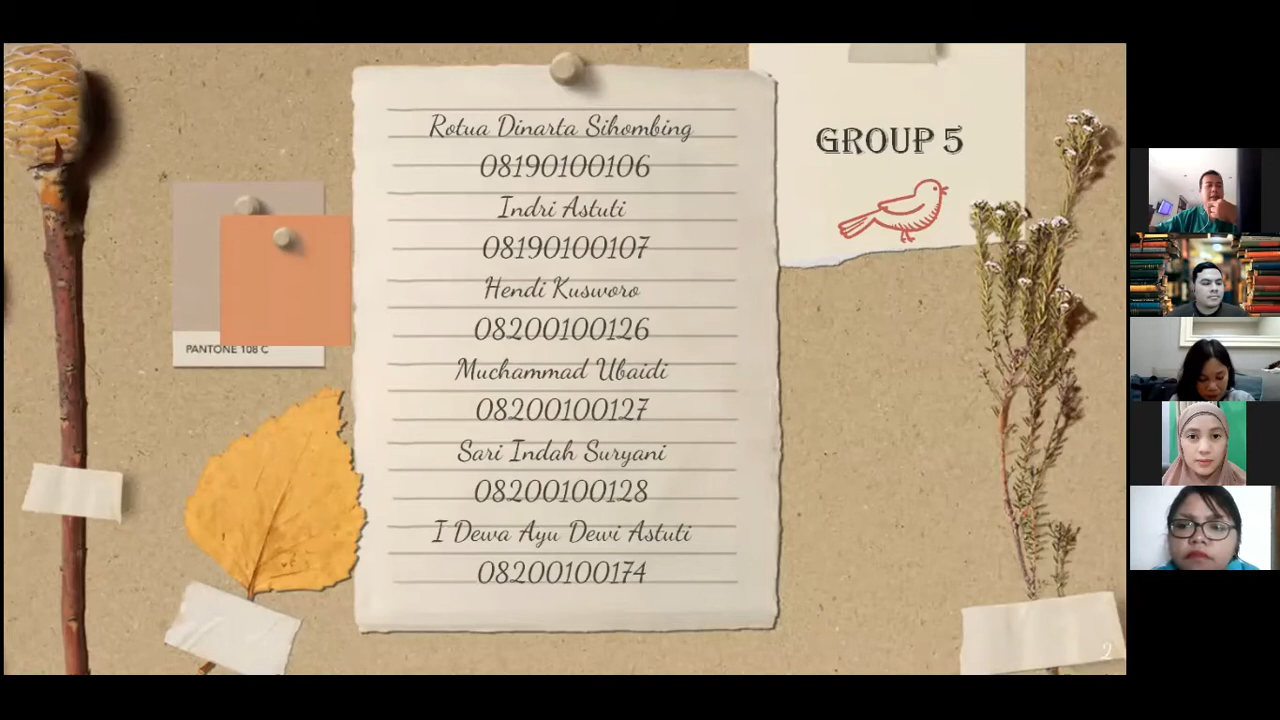 Rotua Dinarta Sihombing
08190100106
Indri Astuti
08190100107
Hendi Kusworo
08200100126
Muchammad Ubaidi
08200100127
Sari Indah Suryani
08200100128
I Dewa Ayu Dewi Astuti
08200100174
GROUP 5
PANTONE 108 C
2